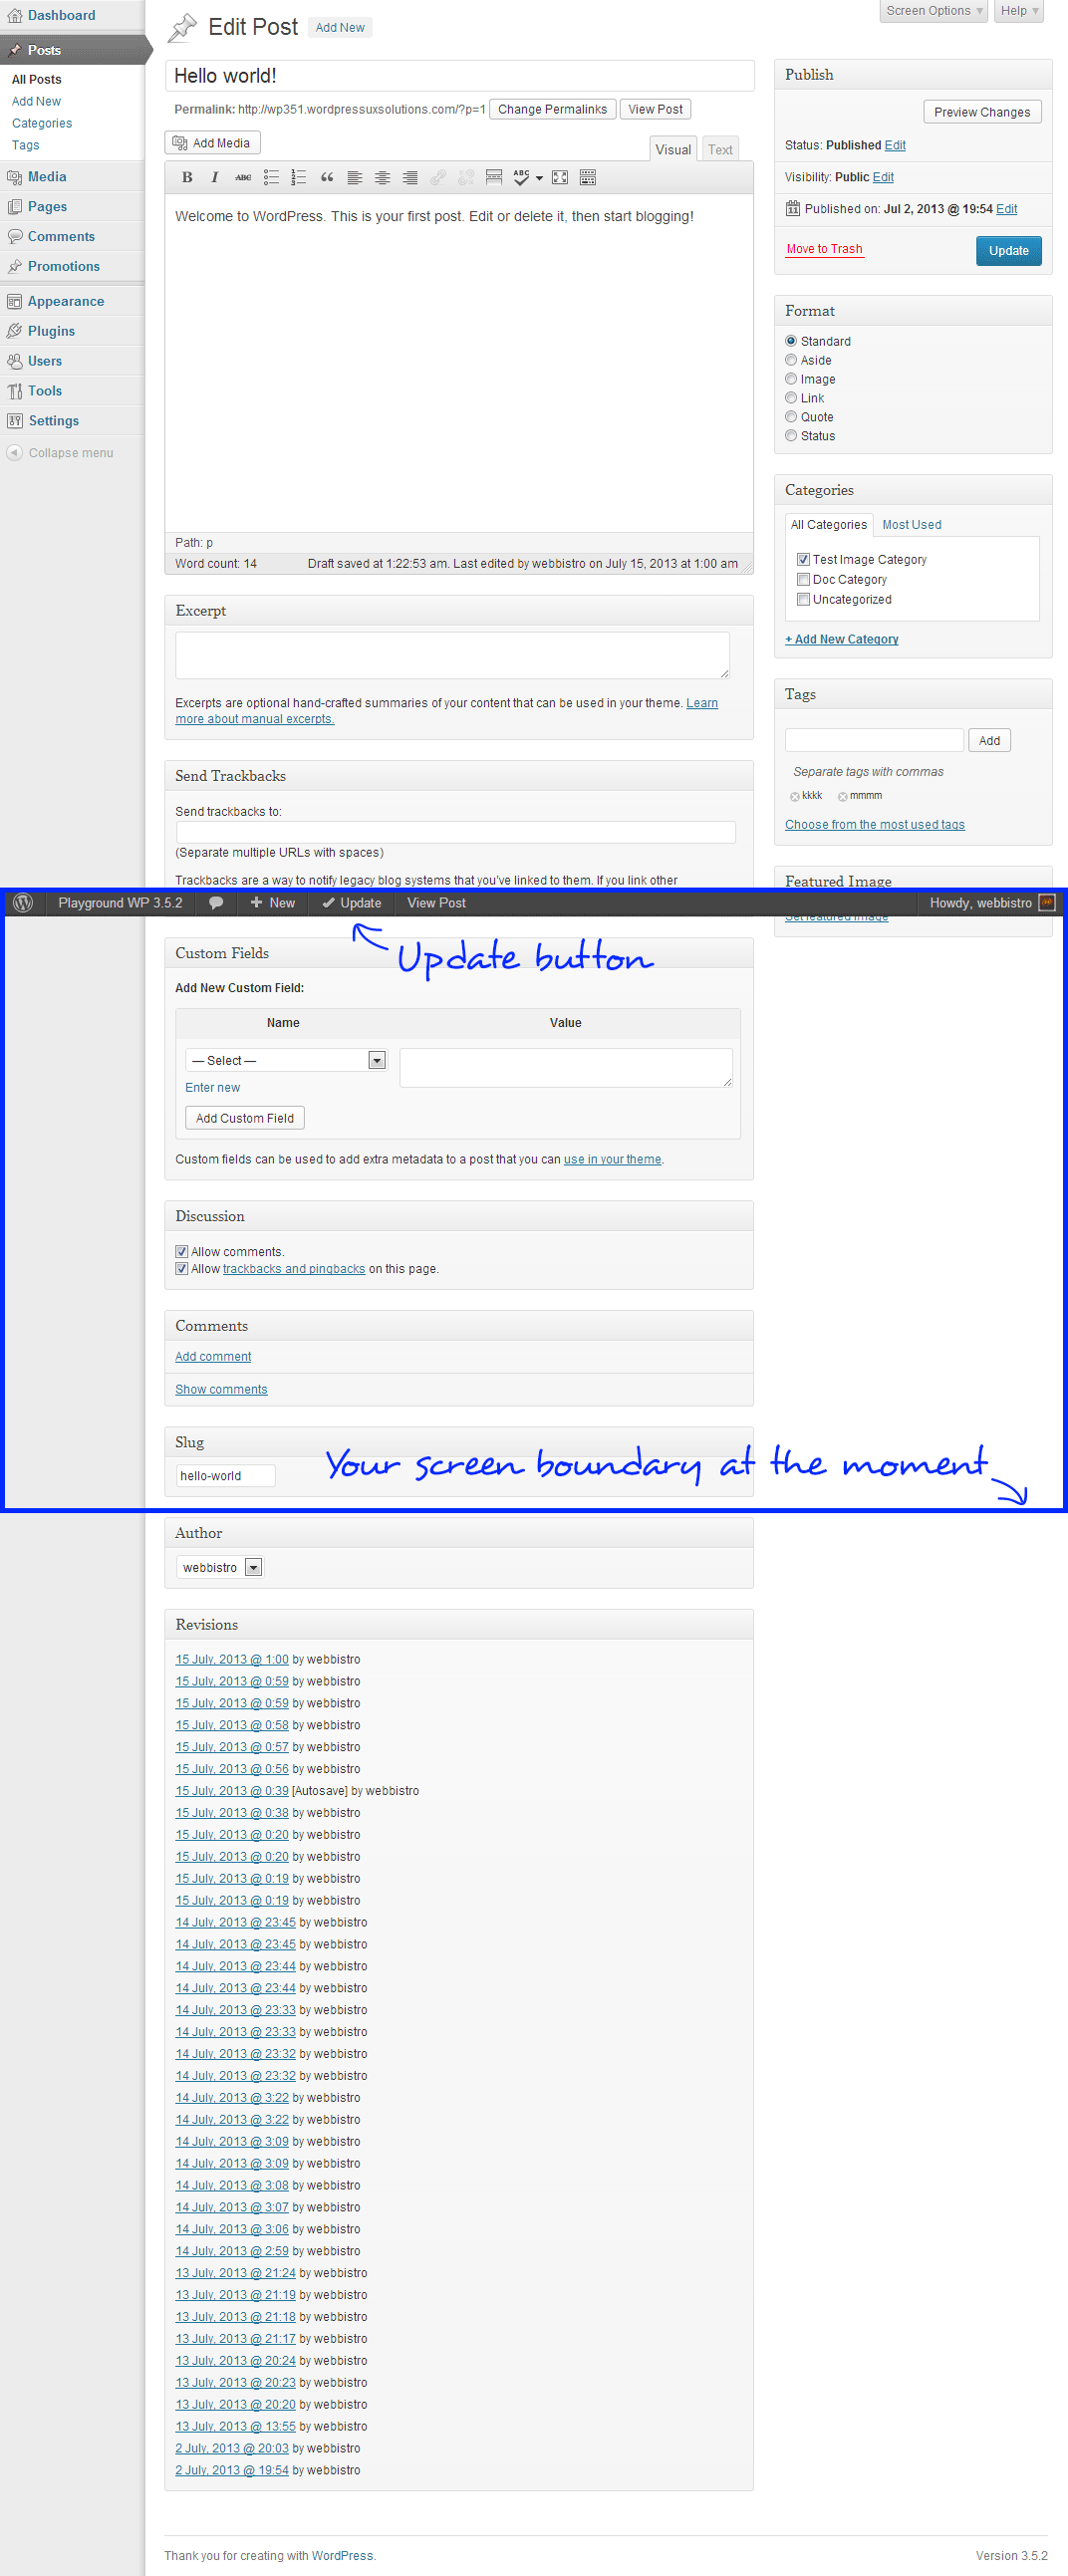 Dashboard
Posts
All Posts
Add New
Categories
Tags
Media
Pages
Comments
Promotions
Appearance
Plugins
Users
Tools
Settings
Collapse menu
Screen Options
Help
Edit Post
Add New
Hello world!
Permalink: http://wp351.wordpressuxsolutions.com/?p=1 Change Permalinks View Post
Add Media
Visual
Text
B I ABC ABC
Welcome to WordPress. This is your first post. Edit or delete it, then start blogging!
Path: p
Word count: 14
Draft saved at 1:22:53 am. Last edited by webbistro on July 15, 2013 at 1:00 am
Excerpt
Excerpts are optional hand-crafted summaries of your content that can be used in your theme. Learn
more about manual excerpts.
Send Trackbacks
Send trackbacks to:
(Separate multiple URLs with spaces)
Trackbacks are a way to notify legacy blog systems that you've linked to them. If you link other
Publish
Preview Changes
Status: Published Edit
Visibility: Public Edit
11 Published on: Jul 2, 2013 @ 19:54 Edit
Move to Trash
Update
Format
Standard
Aside
Image
Link
Quote
Status
Categories
All Categories
Most Used
Test Image Category
Doc Category
Uncategorized
+ Add New Category
Tags
Add
Separate tags with commas
kkkk
mmmm
Choose from the most used tags
Featured Image
Playground WP 3.5.2
New
Update
View Post
Howdy, webbistro
Set featured image
Update button
Custom Fields
Add New Custom Field:
Name
Value
— Select —
Enter new
Add Custom Field
Custom fields can be used to add extra metadata to a post that you can use in your theme.
Discussion
Allow comments.
Allow trackbacks and pingbacks on this page.
Comments
Add comment
Show comments
Slug
hello-world
Your screen boundary at the moment
Author
webbistro
Revisions
15 July, 2013 @ 1:00 by webbistro
15 July, 2013 @ 0:59 by webbistro
15 July, 2013 @ 0:59 by webbistro
15 July, 2013 @ 0:58 by webbistro
15 July, 2013 @ 0:57 by webbistro
15 July, 2013 @ 0:56 by webbistro
15 July, 2013 @ 0:39 [Autosave] by webbistro
15 July, 2013 @ 0:38 by webbistro
15 July, 2013 @ 0:20 by webbistro
15 July, 2013 @ 0:20 by webbistro
15 July, 2013 @ 0:19 by webbistro
15 July, 2013 @ 0:19 by webbistro
14 July, 2013 @ 23:45 by webbistro
14 July, 2013 @ 23:45 by webbistro
14 July, 2013 @ 23:44 by webbistro
14 July, 2013 @ 23:44 by webbistro
14 July, 2013 @ 23:33 by webbistro
14 July, 2013 @ 23:33 by webbistro
14 July, 2013 @ 23:32 by webbistro
14 July, 2013 @ 23:32 by webbistro
14 July, 2013 @ 3:22 by webbistro
14 July, 2013 @ 3:22 by webbistro
14 July, 2013 @ 3:09 by webbistro
14 July, 2013 @ 3:09 by webbistro
14 July, 2013 @ 3:08 by webbistro
14 July, 2013 @ 3:07 by webbistro
14 July, 2013 @ 3:06 by webbistro
14 July, 2013 @ 2:59 by webbistro
13 July, 2013 @ 21:24 by webbistro
13 July, 2013 @ 21:19 by webbistro
13 July, 2013 @ 21:18 by webbistro
13 July, 2013 @ 21:17 by webbistro
13 July, 2013 @ 20:24 by webbistro
13 July, 2013 @ 20:23 by webbistro
13 July, 2013 @ 20:20 by webbistro
13 July, 2013 @ 13:55 by webbistro
2 July, 2013 @ 20:03 by webbistro
2 July, 2013 @ 19:54 by webbistro
Thank you for creating with WordPress.
Version 3.5.2